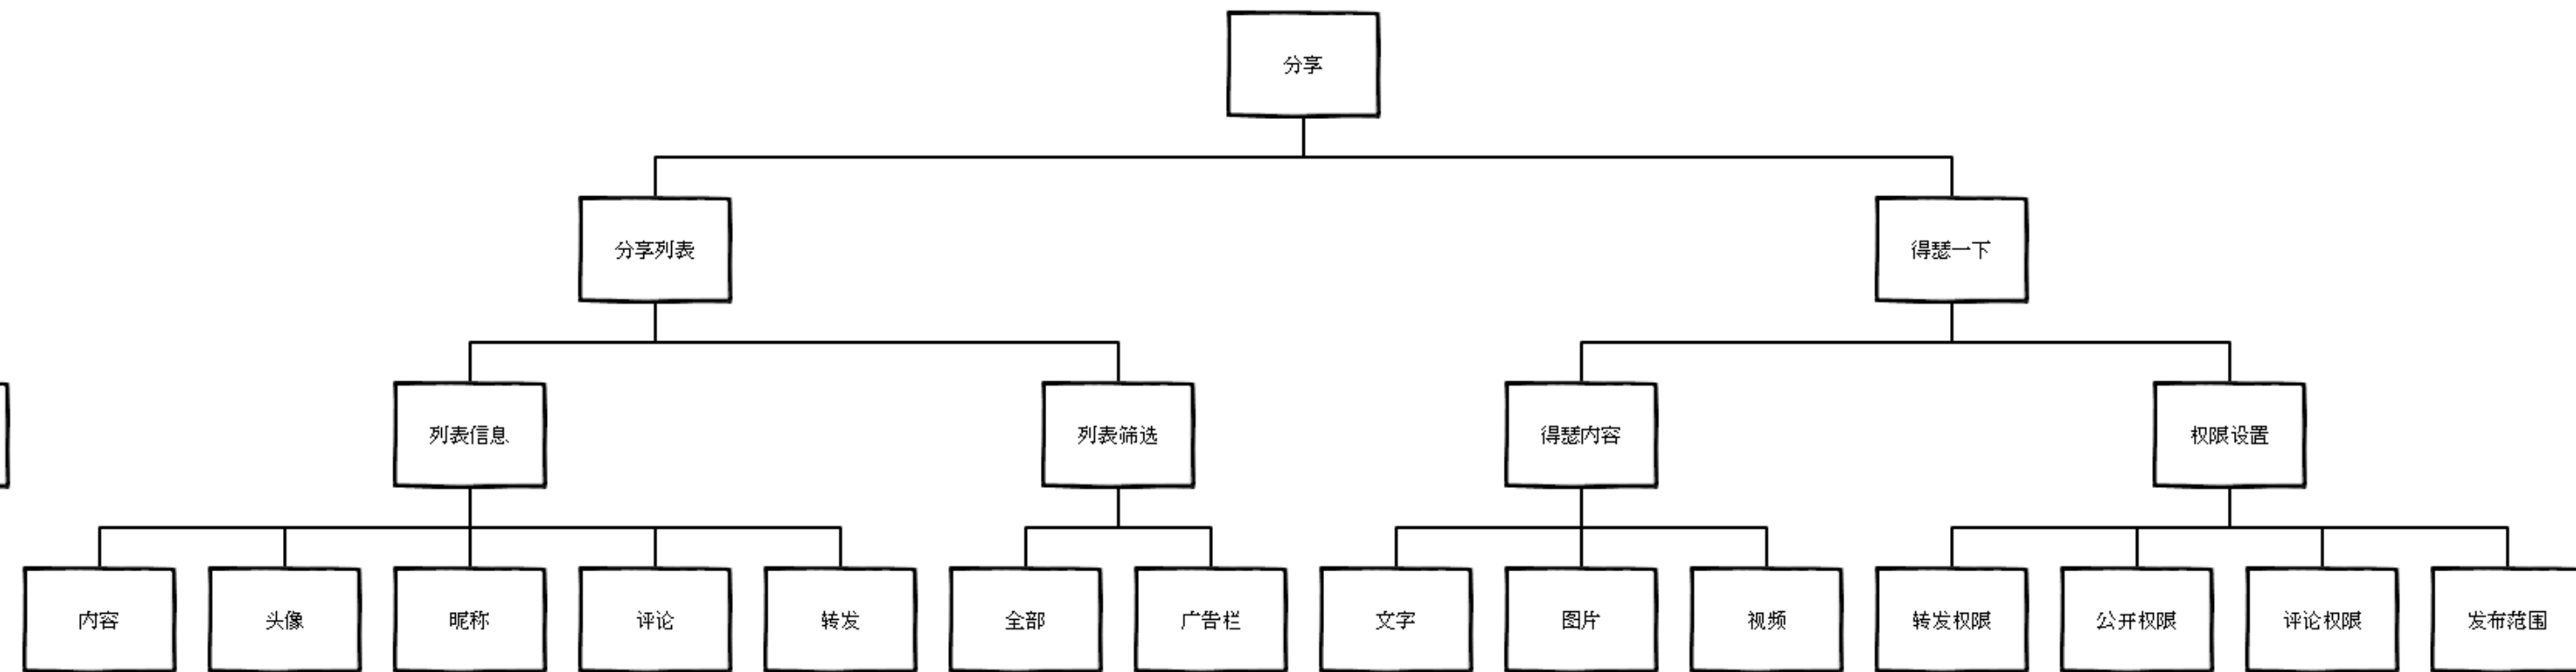 分享
分享列表
得瑟一下
列表信息
列表筛选
得瑟内容
权限设置
内容
头像
昵称
评论
转发
全部
广告栏
文字
图片
视频
转发权限
公开权限
评论权限
发布范围